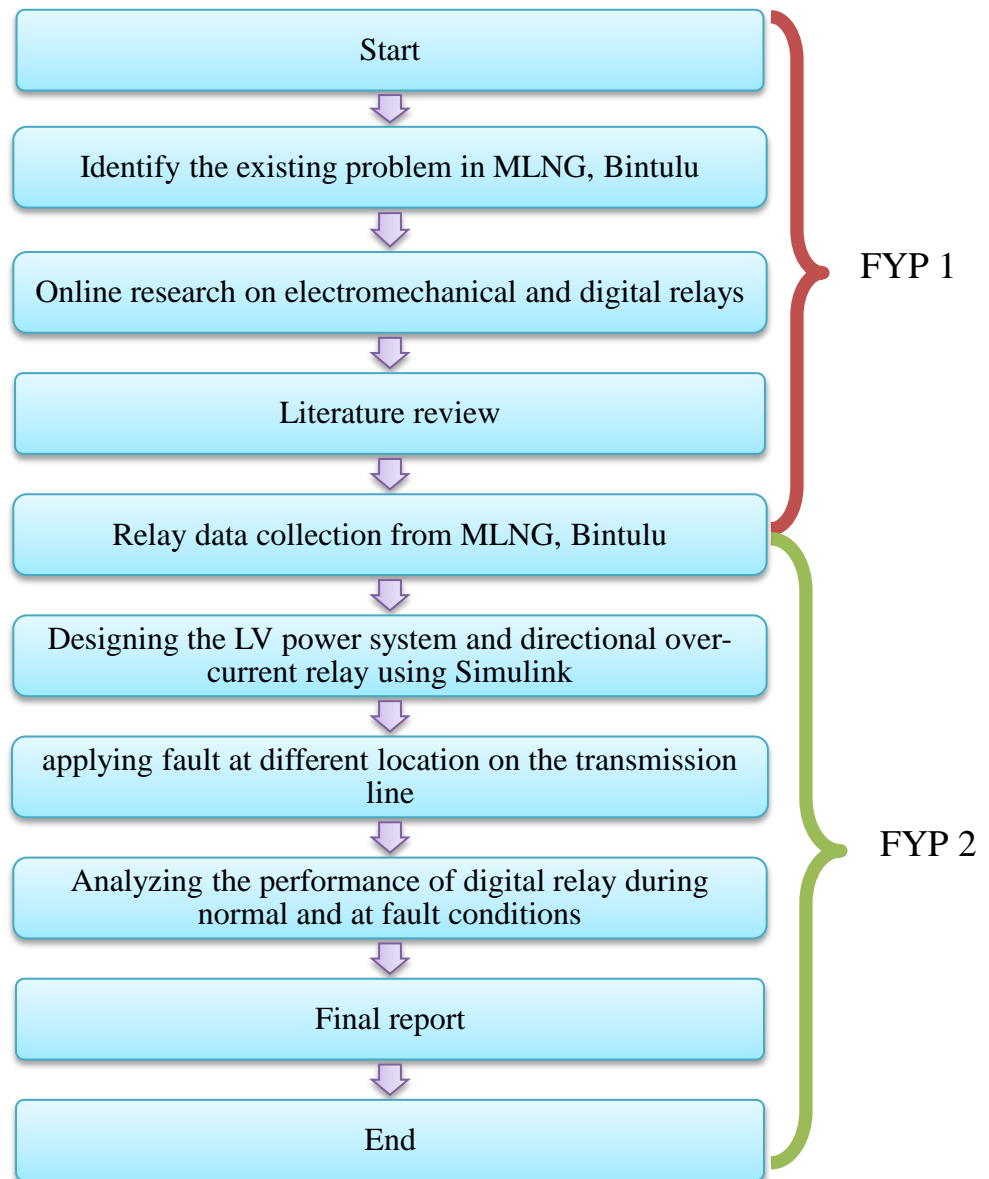 Start
Identify the existing problem in MLNG, Bintulu
Online research on electromechanical and digital relays
FYP 1
Literature review
Relay data collection from MLNG, Bintulu
Designing the LV power system and directional over-
current relay using Simulink
applying fault at different location on the transmission
line
FYP 2
Analyzing the performance of digital relay during
normal and at fault conditions
Final report
End